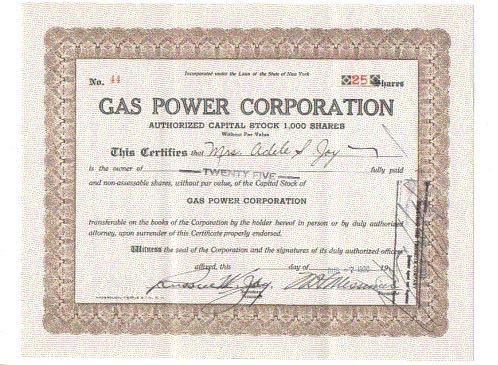 Incorporated under the Laws of the State of New York
No. 44
25 Shares
GAS POWER CORPORATION
AUTHORIZED CAPITAL STOCK 1,000 SHARES
Without Par Value
This Certifies that Mrs. Adele S. Joy
is the owner of TWENTY FIVE fully paid
and non-assessable shares, without par value, of the Capital Stock of
GAS POWER CORPORATION
transferable on the books of the Corporation by the holder hereof in person or by duly authorized
attorney, upon surrender of this Certificate properly endorsed.
Witness the seal of the Corporation and the signatures of its duly authorized officers
affixed, this day of 7 19